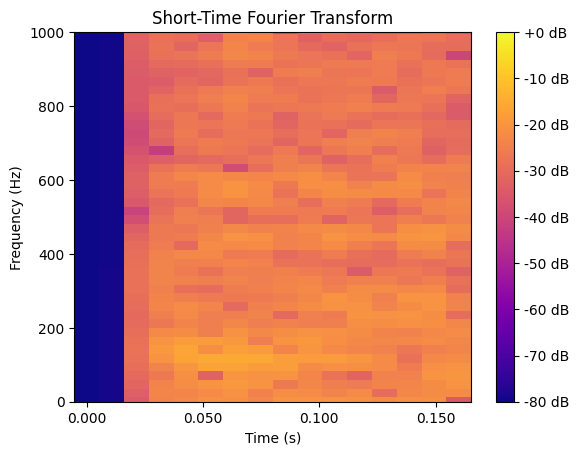 Short-Time Fourier Transform
Frequency (Hz)
1000
800
600
400
200
0
0.000
0.050
0.100
0.150
Time (s)
+0 dB
-10 dB
-20 dB
-30 dB
-40 dB
-50 dB
-60 dB
-70 dB
-80 dB